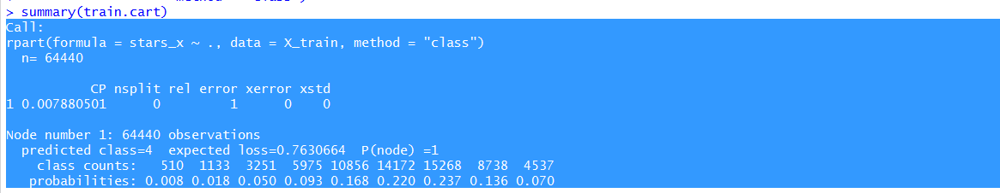 > summary(train.cart)
Call:
rpart(formula = stars_x ~ ., data = X_train, method = "class")
  n= 64440

           CP nsplit rel error xerror xstd
1 0.007880501      0         1      0    0

Node number 1: 64440 observations
  predicted class=4  expected loss=0.7630664  P(node) =1
    class counts:   510  1133  3251  5975 10856 14172 15268  8738  4537
   probabilities: 0.008 0.018 0.050 0.093 0.168 0.220 0.237 0.136 0.070